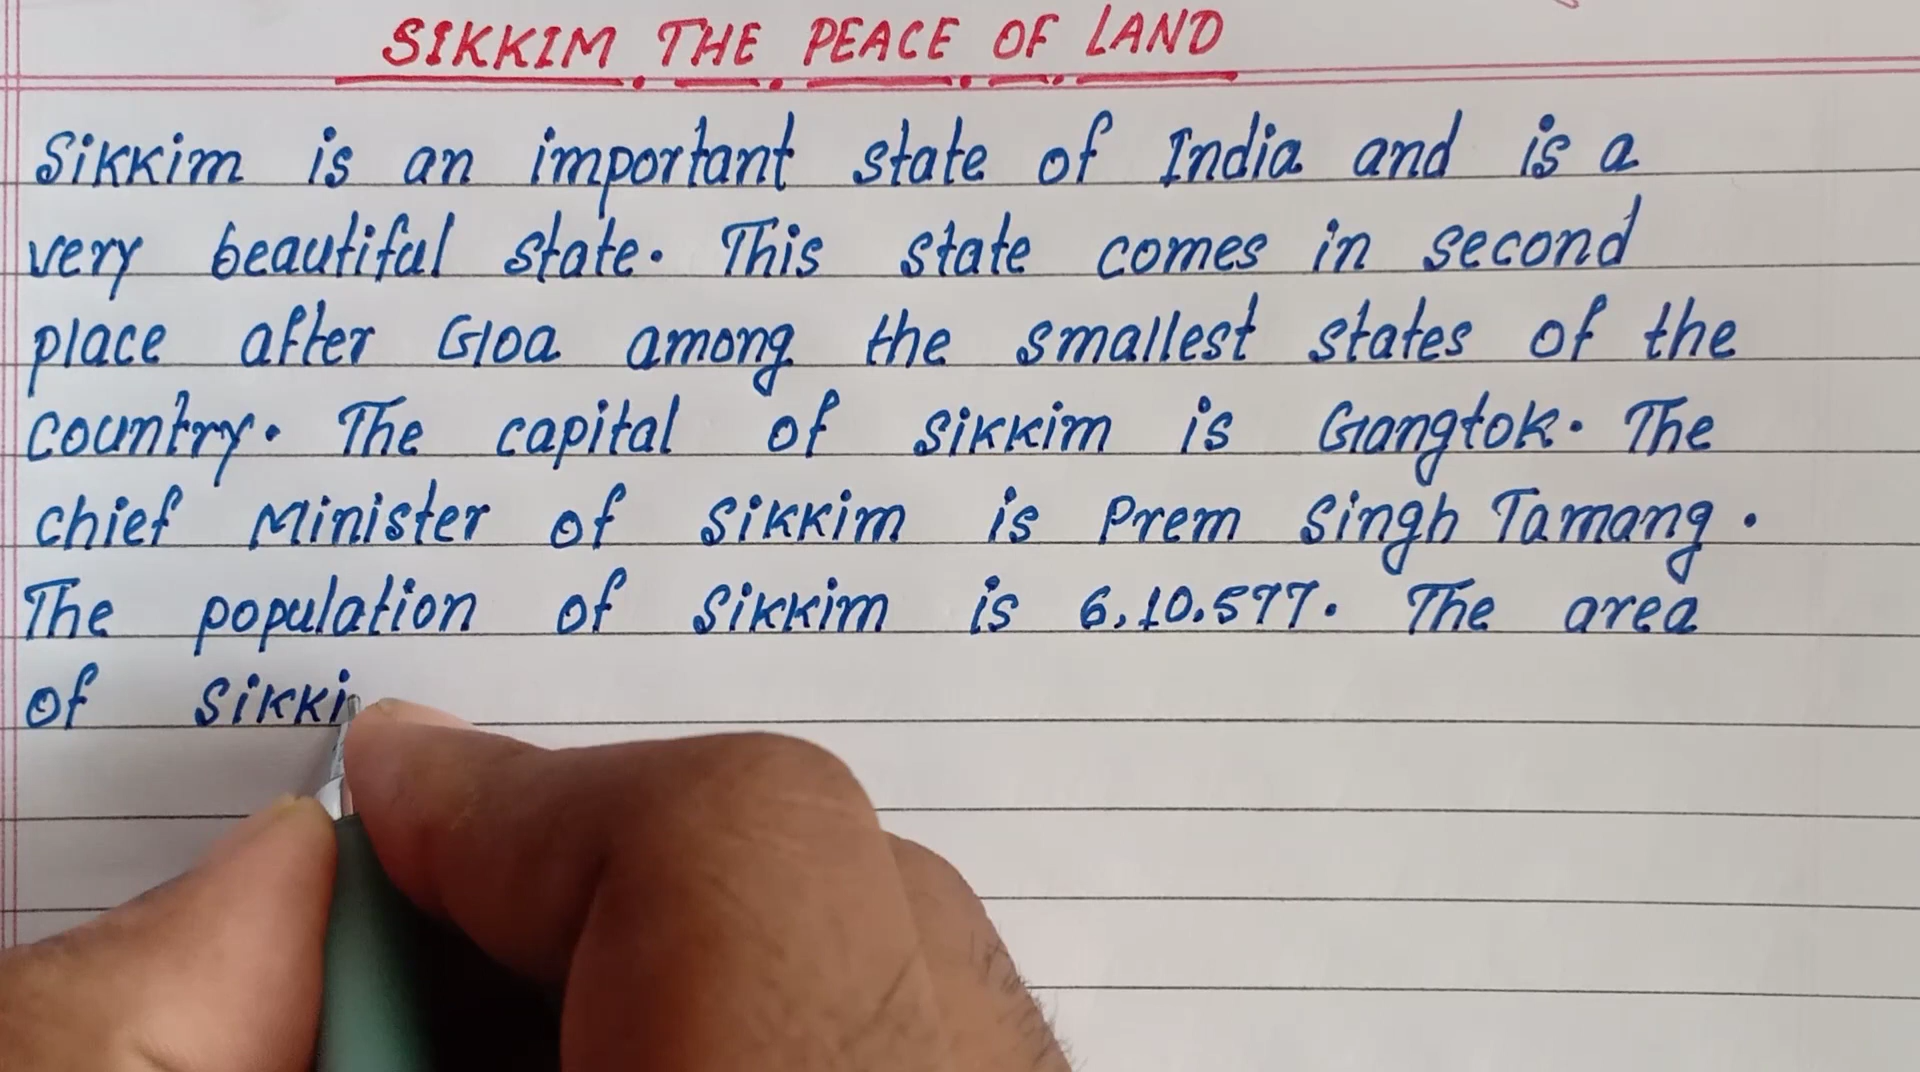 SIKKIM THE PEACE OF LAND
Sikkim is an important state of India and is a
very beautiful state. This state comes in second
place after Goa among the smallest states of the
country. The capital of Sikkim is Gangtok. The
chief Minister of Sikkim is Prem Singh Tamang.
The population of Sikkim is 6,10.577. The area
of Sikki